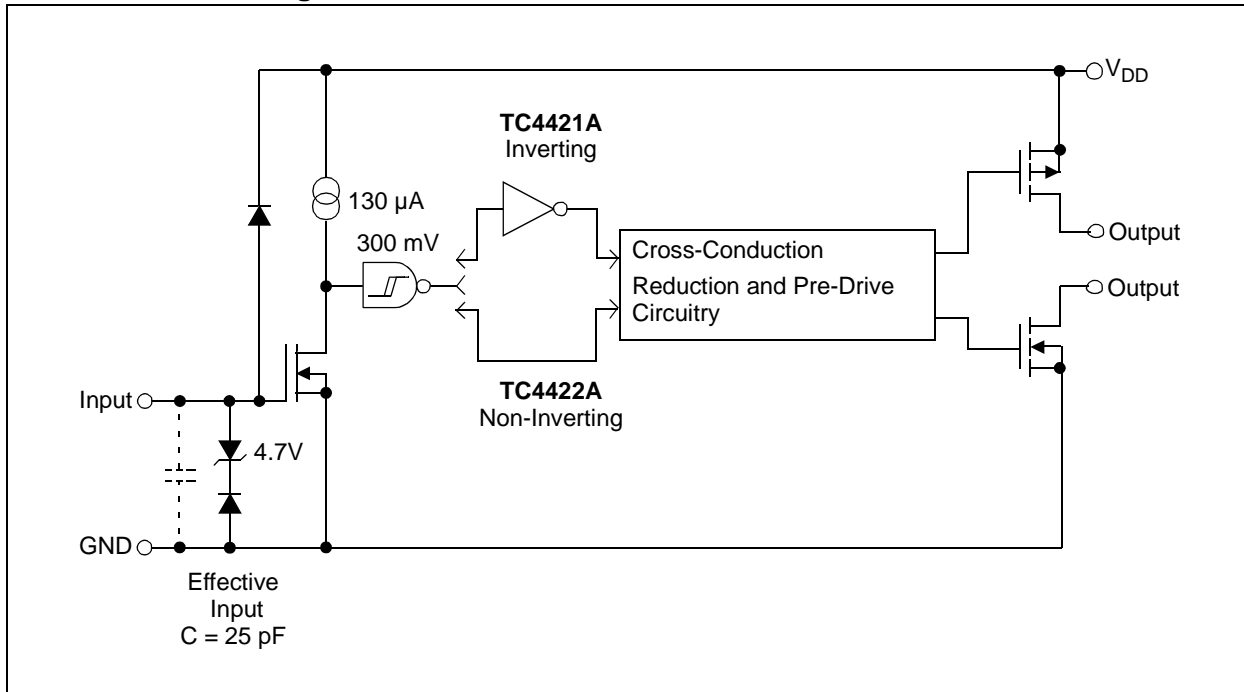 V_DD
TC4421A
Inverting
130 µA
300 mV
Cross-Conduction
Reduction and Pre-Drive
Circuitry
Output
Output
TC4422A
Non-Inverting
Input
4.7V
GND
Effective
Input
C = 25 pF